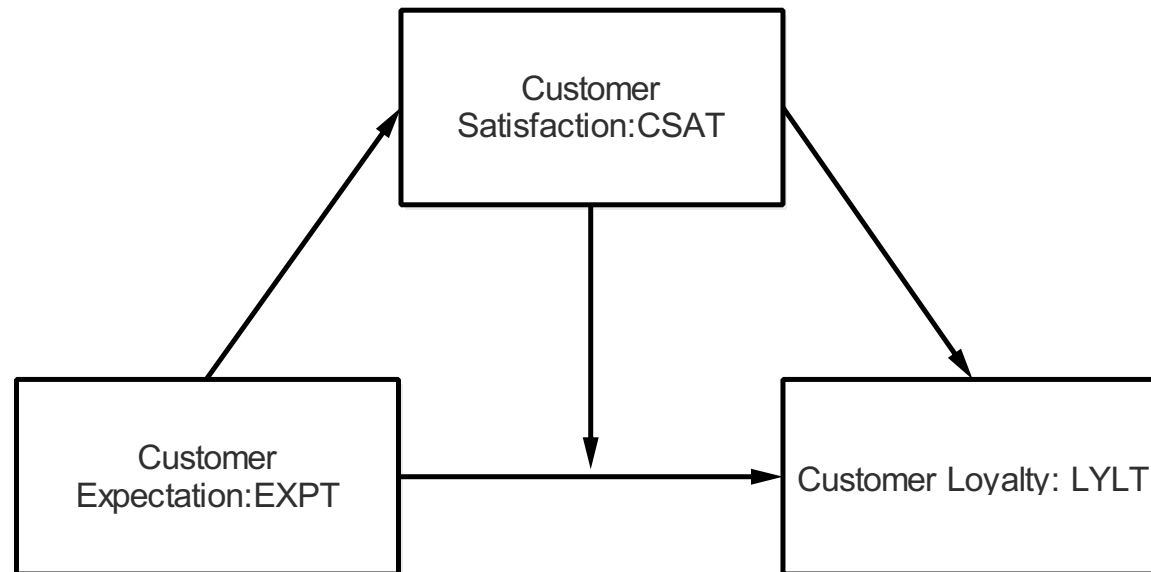 Customer
Satisfaction:CSAT
Customer
Expectation:EXPT
Customer Loyalty: LYLT